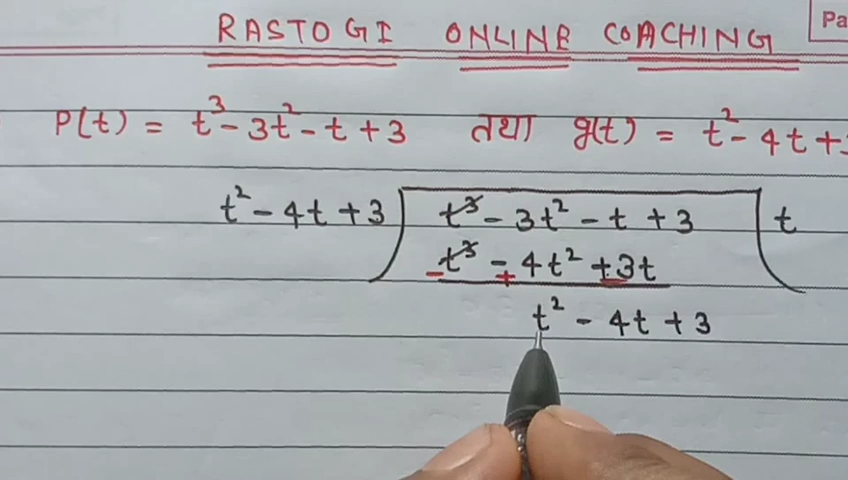 RASTOGI ONLINE COACHING
Pa
P(t) = t³ - 3t² - t + 3 तथा g(t) = t² - 4t + 3
t² - 4t + 3 ) t³ - 3t² - t + 3 ( t
t³ - 4t² + 3t
- + -
t² - 4t + 3